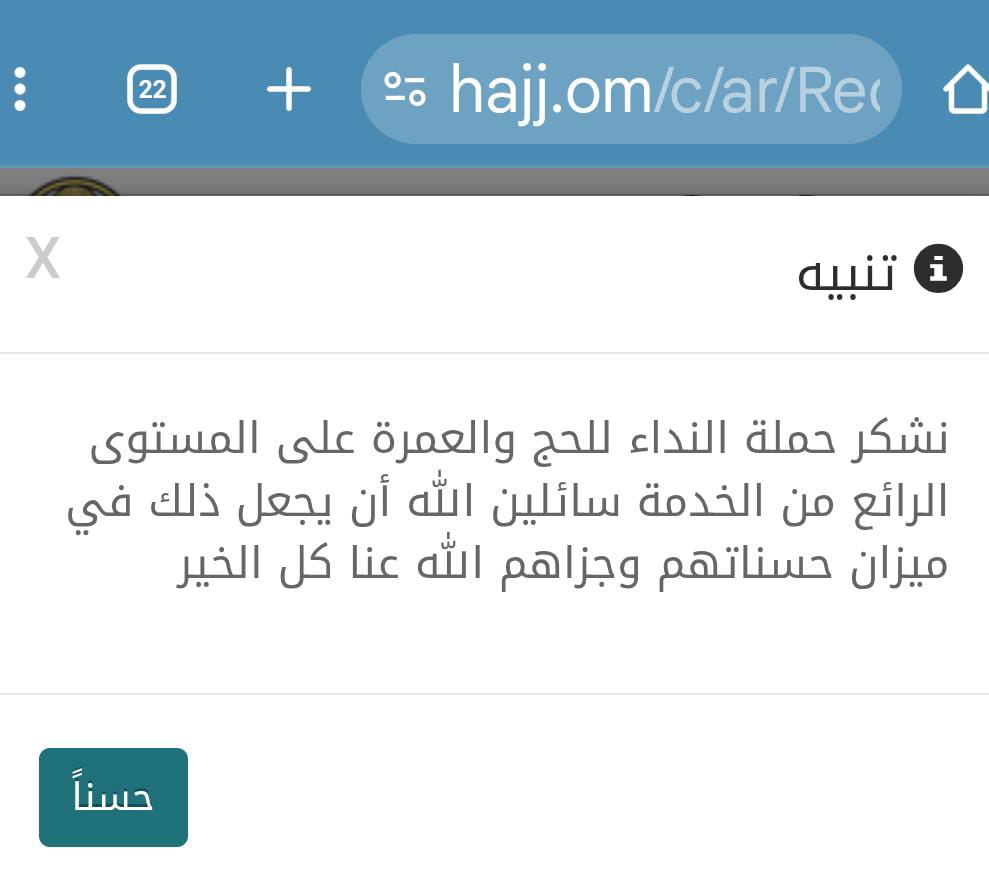 22
hajj.om/c/ar/Re
تنبيه
X
نشكر حملة النداء للحج والعمرة على المستوى
الرائع من الخدمة سائلين الله أن يجعل ذلك في
ميزان حسناتهم وجزاهم الله عنا كل الخير
حسناً